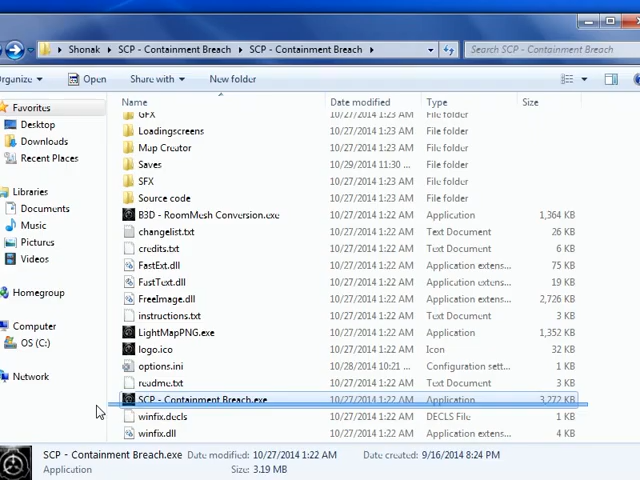 Shonak ▸ SCP - Containment Breach ▸ SCP - Containment Breach ▸ Search SCP - Containment Breach
Organize ▾ Open Share with ▾ New folder
Name Date modified Type Size
Favorites
Desktop
Downloads
Recent Places
Libraries
Documents
Music
Pictures
Videos
Homegroup
Computer
OS (C:)
Network
GFX 10/27/2014 1:23 AM File folder
Loadingscreens 10/27/2014 1:23 AM File folder
Map Creator 10/27/2014 1:23 AM File folder
Saves 10/29/2014 11:30 ... File folder
SFX 10/27/2014 1:23 AM File folder
Source code 10/27/2014 1:23 AM File folder
B3D - RoomMesh Conversion.exe 10/27/2014 1:22 AM Application 1,364 KB
changelist.txt 10/27/2014 1:22 AM Text Document 26 KB
credits.txt 10/27/2014 1:22 AM Text Document 6 KB
FastExt.dll 10/27/2014 1:22 AM Application extens... 75 KB
FustText.dll 10/27/2014 1:22 AM Application extens... 19 KB
FreeImage.dll 10/27/2014 1:22 AM Application extens... 2,726 KB
instructions.txt 10/27/2014 1:22 AM Text Document 1 KB
LightMapPNG.exe 10/27/2014 1:22 AM Application 1,352 KB
logo.ico 10/27/2014 1:22 AM Icon 32 KB
options.ini 10/28/2014 10:21 ... Configuration sett... 1 KB
readme.txt 10/27/2014 1:22 AM Text Document 1 KB
SCP - Containment Breach.exe 10/27/2014 1:22 AM Application 3,272 KB
winfix.decls 10/27/2014 1:22 AM DECLS File 1 KB
winfix.dll 10/27/2014 1:22 AM Application extens... 4 KB
SCP - Containment Breach.exe Date modified: 10/27/2014 1:22 AM Date created: 9/16/2014 8:24 PM
Application Size: 3.19 MB